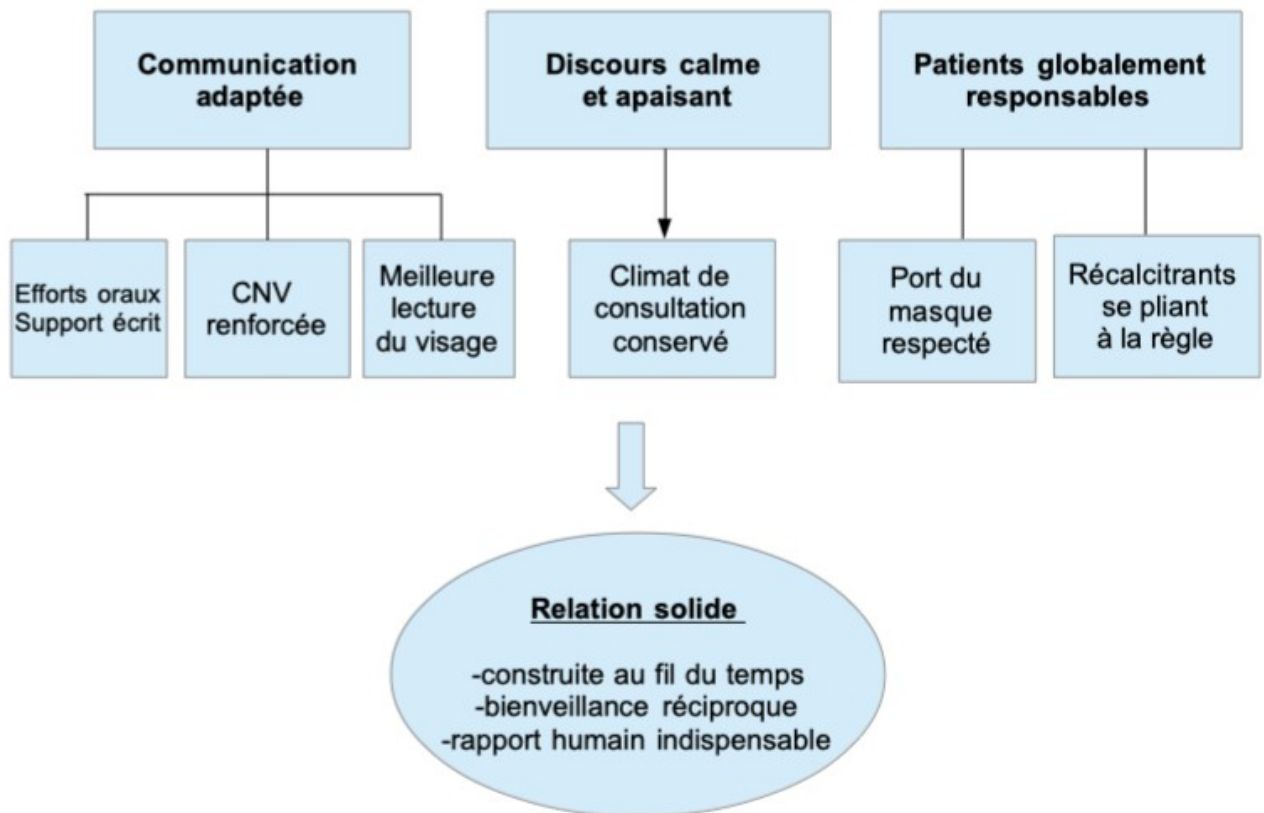 Communication
adaptée
Discours calme
et apaisant
Patients globalement
responsables
Efforts oraux
Support écrit
CNV
renforcée
Meilleure
lecture
du visage
Climat de
consultation
conservé
Port du
masque
respecté
Récalcitrants
se pliant
à la règle
Relation solide
-construite au fil du temps
-bienveillance réciproque
-rapport humain indispensable